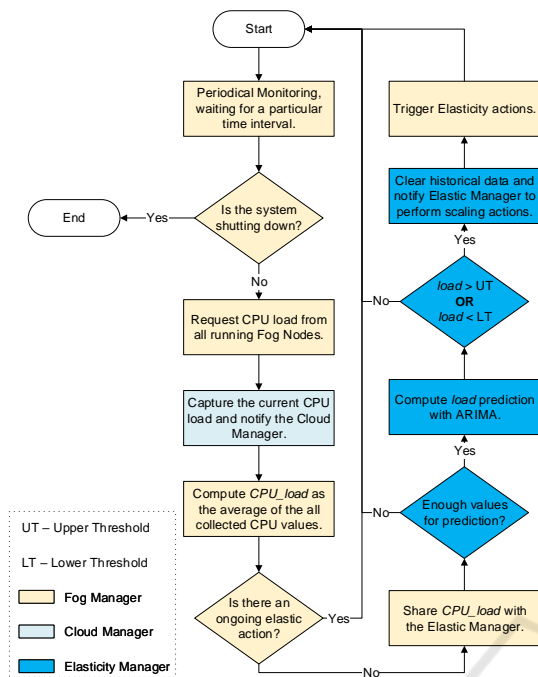 Start
Periodical Monitoring,
waiting for a particular
time interval.
Is the system
shutting down?
Yes
End
No
Request CPU load from
all running Fog Nodes.
Capture the current CPU
load and notify the Cloud
Manager.
Compute CPU_load as
the average of the all
collected CPU values.
Is there an
ongoing elastic
action?
Yes
No
Share CPU_load with
the Elastic Manager.
Enough values
for prediction?
No
Yes
Compute load prediction
with ARIMA.
load > UT
OR
load < LT
No
Yes
Clear historical data and
notify Elastic Manager to
perform scaling actions.
Trigger Elasticity actions.
UT – Upper Threshold
LT – Lower Threshold
Fog Manager
Cloud Manager
Elasticity Manager